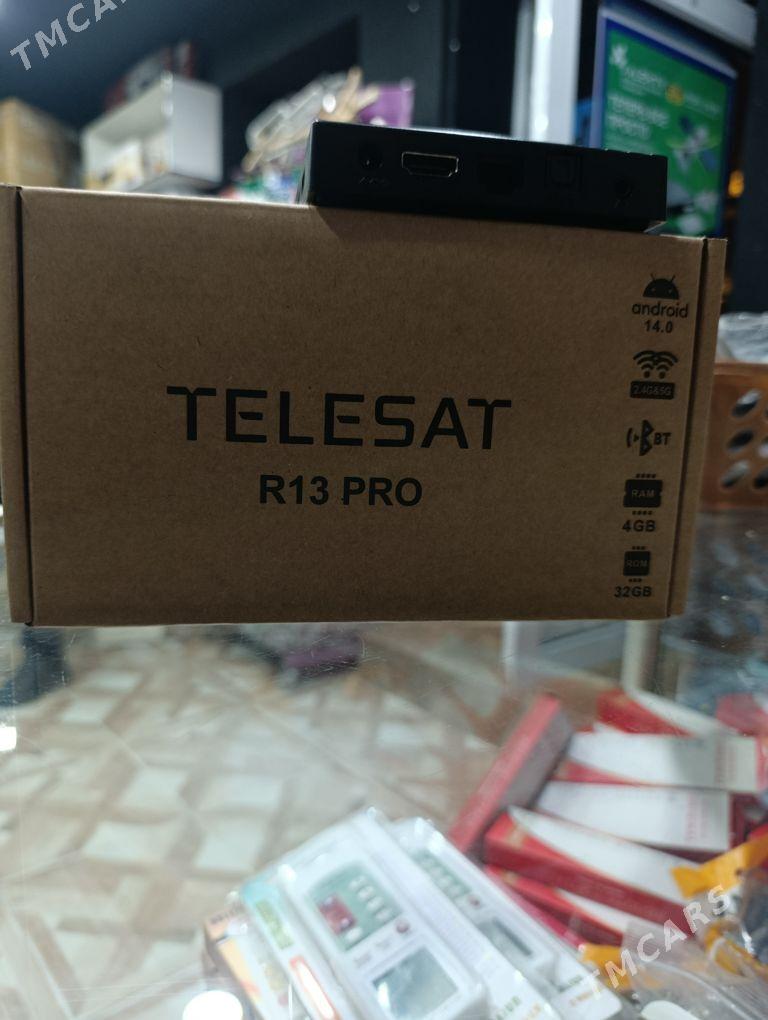 TMCARS
TELESAT
R13 PRO
android
14.0
2.4G&5G
BT
RAM
4GB
ROM
32GB
TMCARS